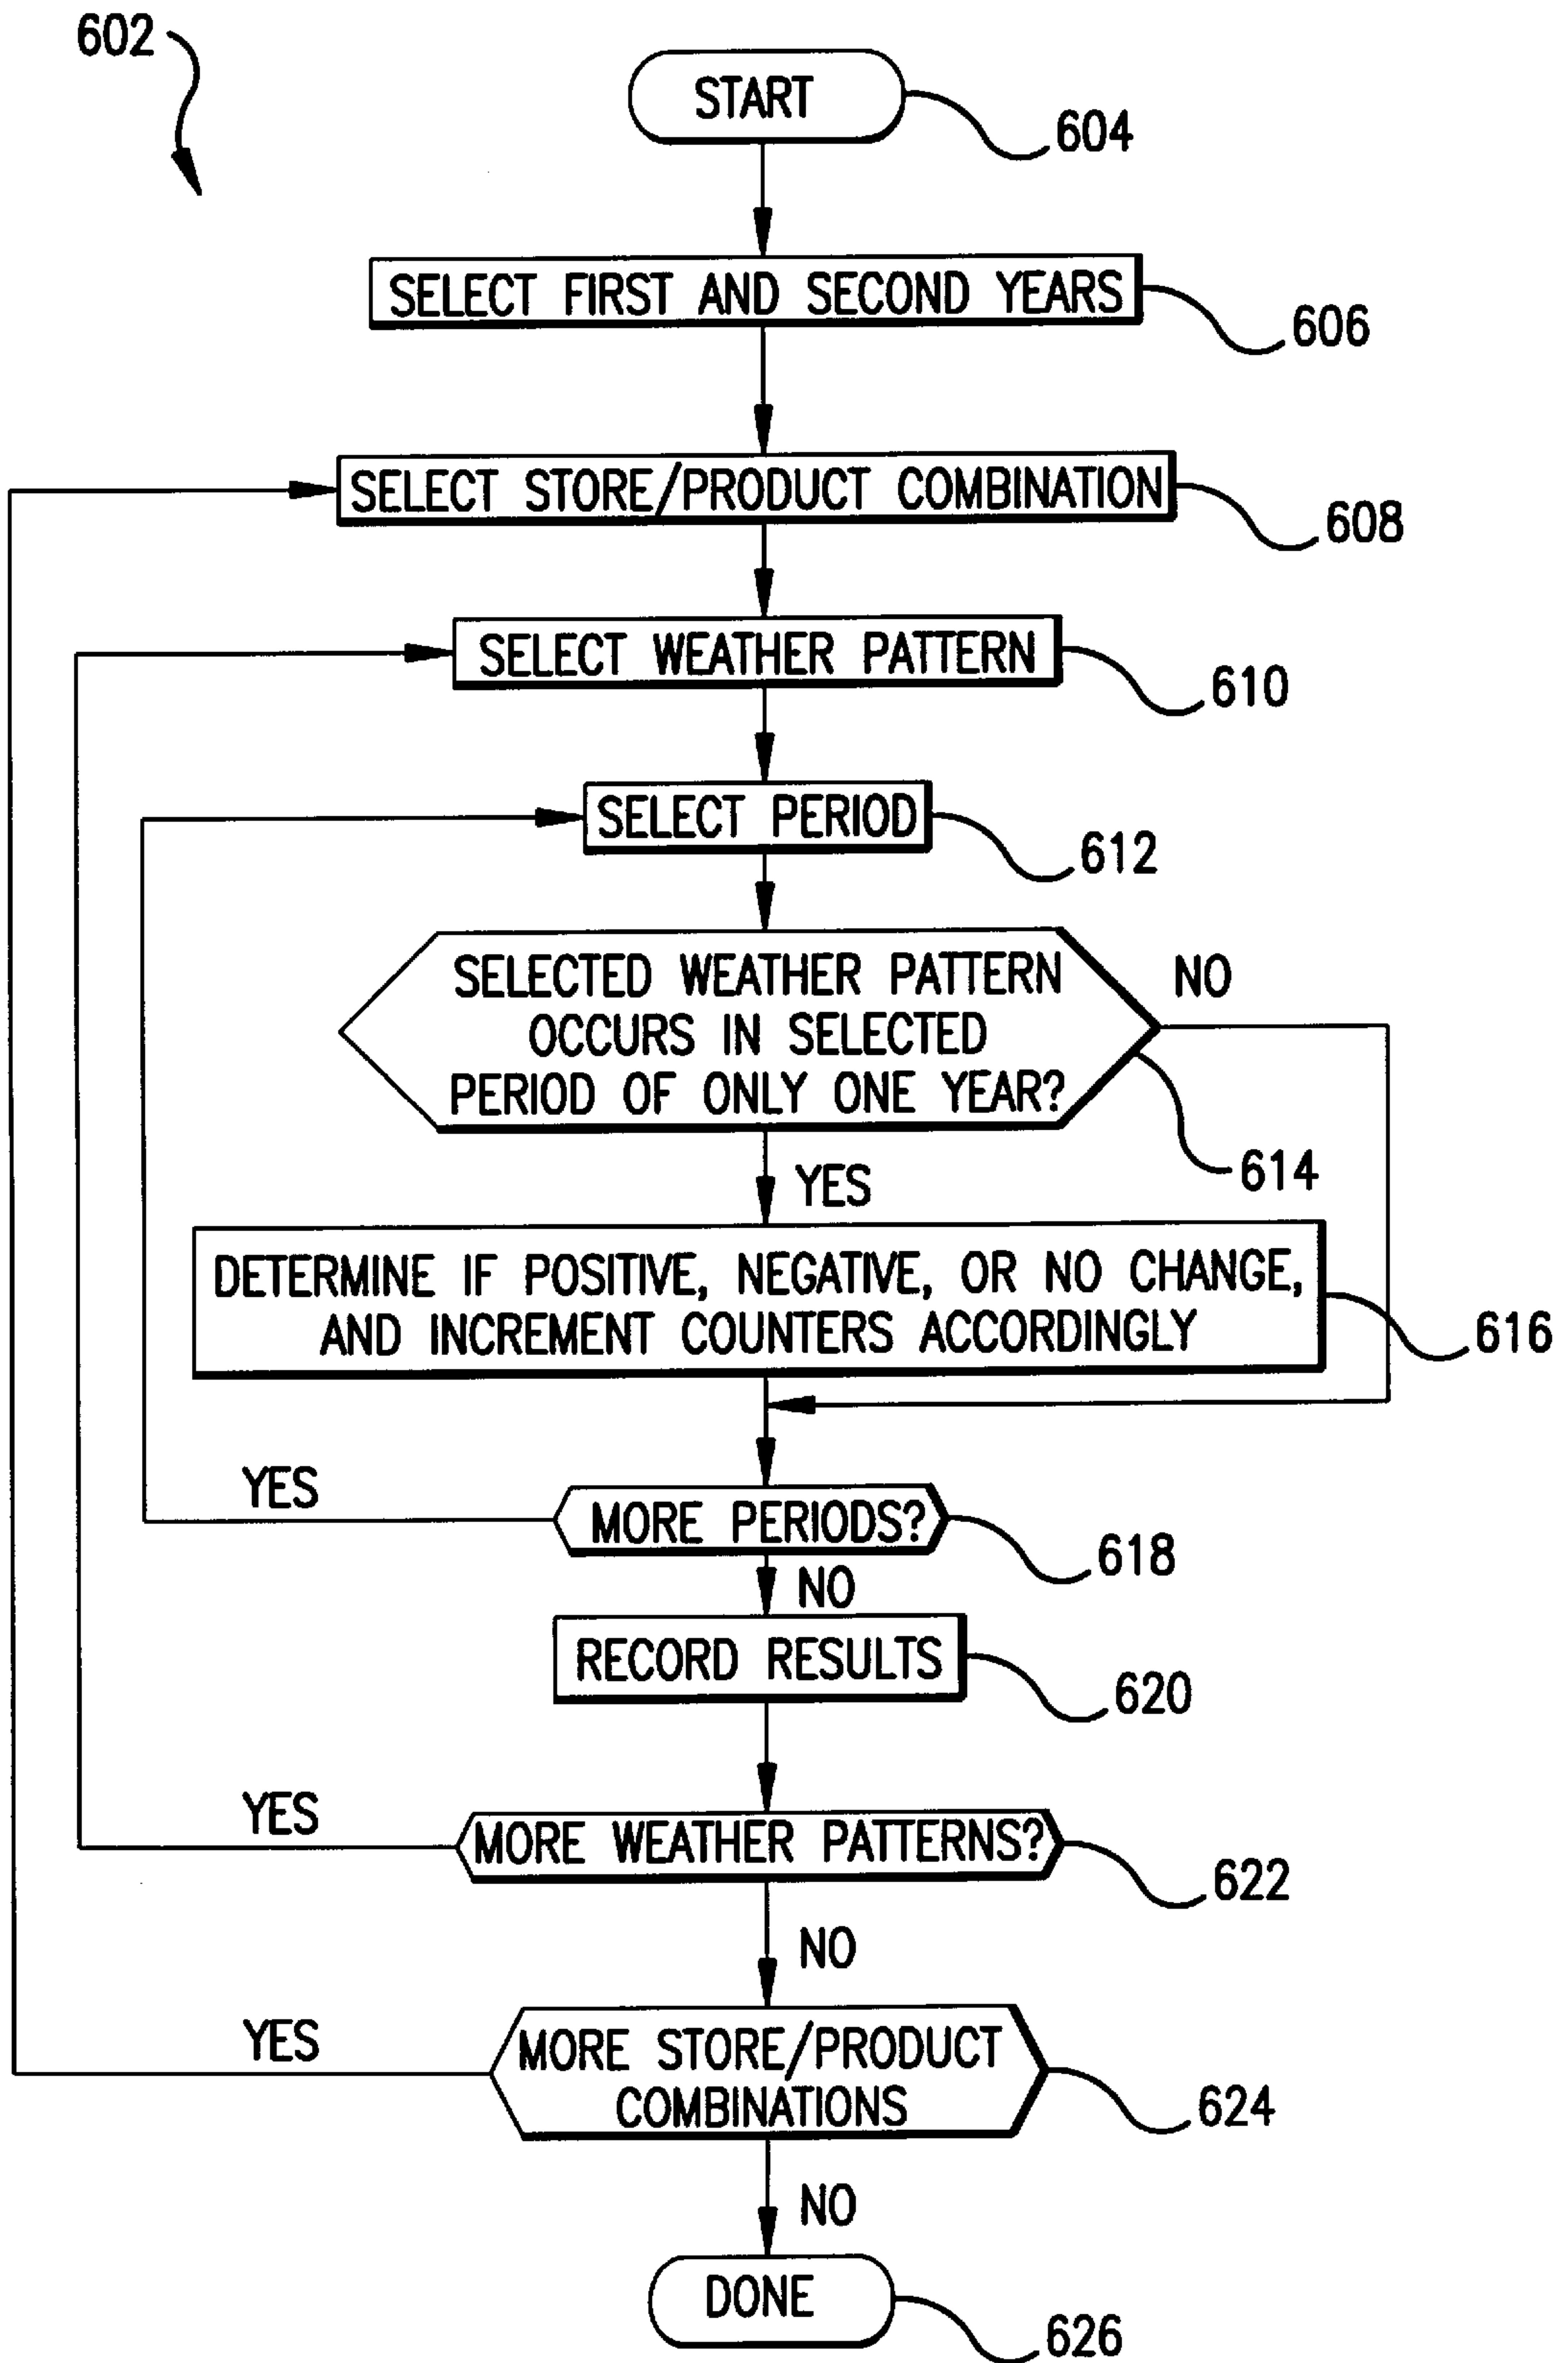 602
START
604
SELECT FIRST AND SECOND YEARS
606
SELECT STORE/PRODUCT COMBINATION
608
SELECT WEATHER PATTERN
610
SELECT PERIOD
612
SELECTED WEATHER PATTERN
OCCURS IN SELECTED
PERIOD OF ONLY ONE YEAR?
NO
614
YES
DETERMINE IF POSITIVE, NEGATIVE, OR NO CHANGE,
AND INCREMENT COUNTERS ACCORDINGLY
616
YES
MORE PERIODS?
618
NO
RECORD RESULTS
620
YES
MORE WEATHER PATTERNS?
622
NO
YES
MORE STORE/PRODUCT
COMBINATIONS
624
NO
DONE
626